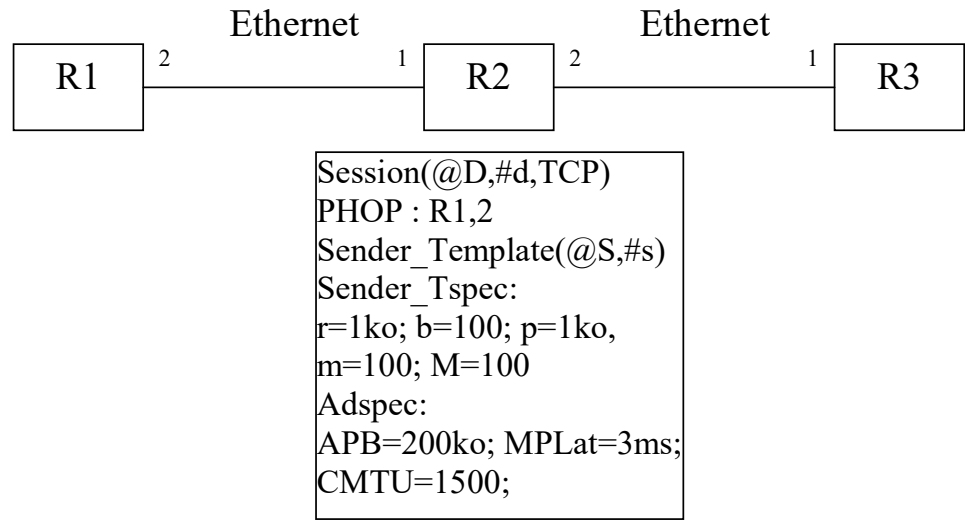 Ethernet Ethernet
R1 2 1 R2 2 1 R3
Session(@D,#d,TCP)
PHOP : R1,2
Sender_Template(@S,#s)
Sender_Tspec:
r=1ko; b=100; p=1ko,
m=100; M=100
Adspec:
APB=200ko; MPLat=3ms;
CMTU=1500;